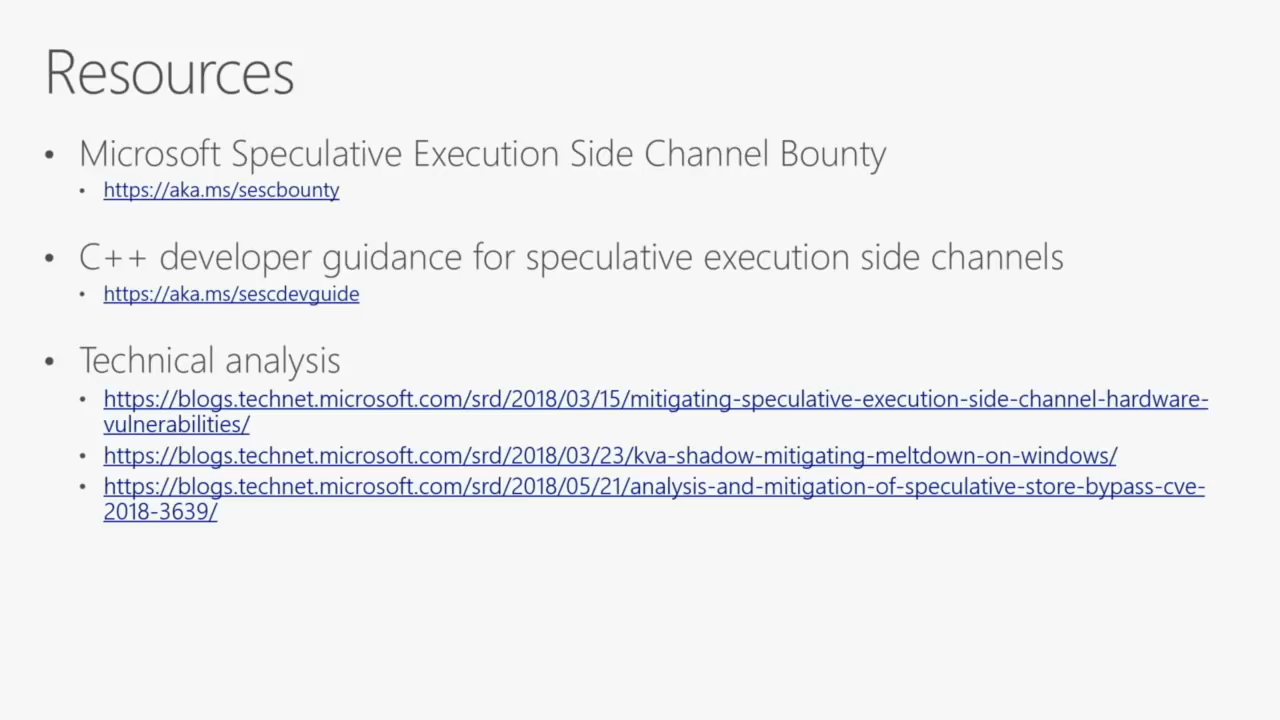 Resources
• Microsoft Speculative Execution Side Channel Bounty
• https://aka.ms/sescbounty
• C++ developer guidance for speculative execution side channels
• https://aka.ms/sescdevguide
• Technical analysis
• https://blogs.technet.microsoft.com/srd/2018/03/15/mitigating-speculative-execution-side-channel-hardware-
vulnerabilities/
• https://blogs.technet.microsoft.com/srd/2018/03/23/kva-shadow-mitigating-meltdown-on-windows/
• https://blogs.technet.microsoft.com/srd/2018/05/21/analysis-and-mitigation-of-speculative-store-bypass-cve-
2018-3639/